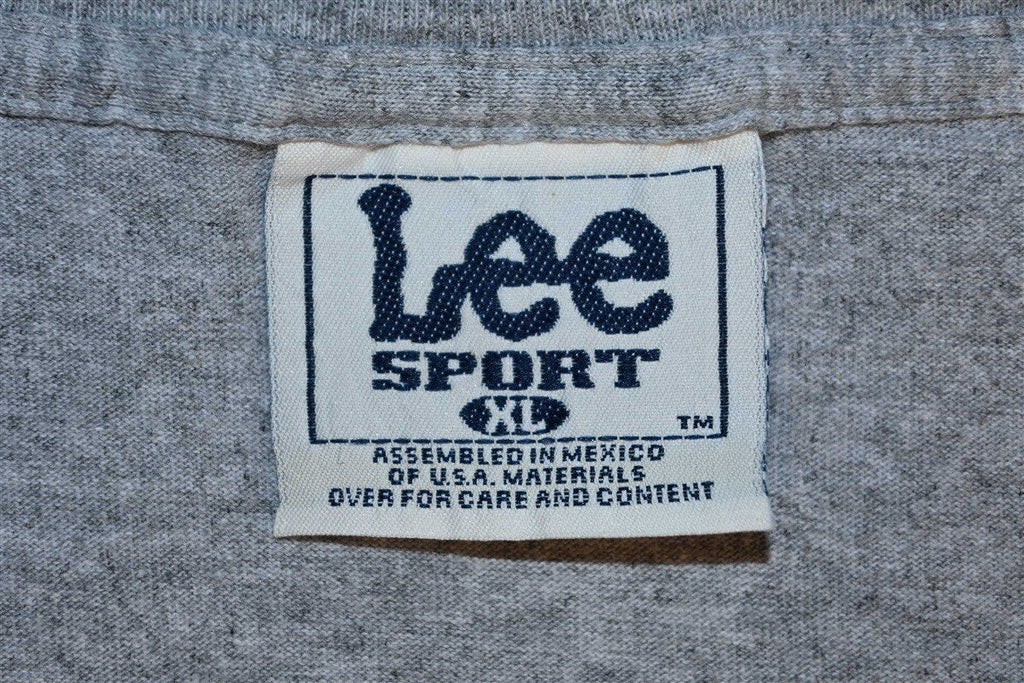 Lee
SPORT
XL
TM
ASSEMBLED IN MEXICO
OF U.S.A. MATERIALS
OVER FOR CARE AND CONTENT